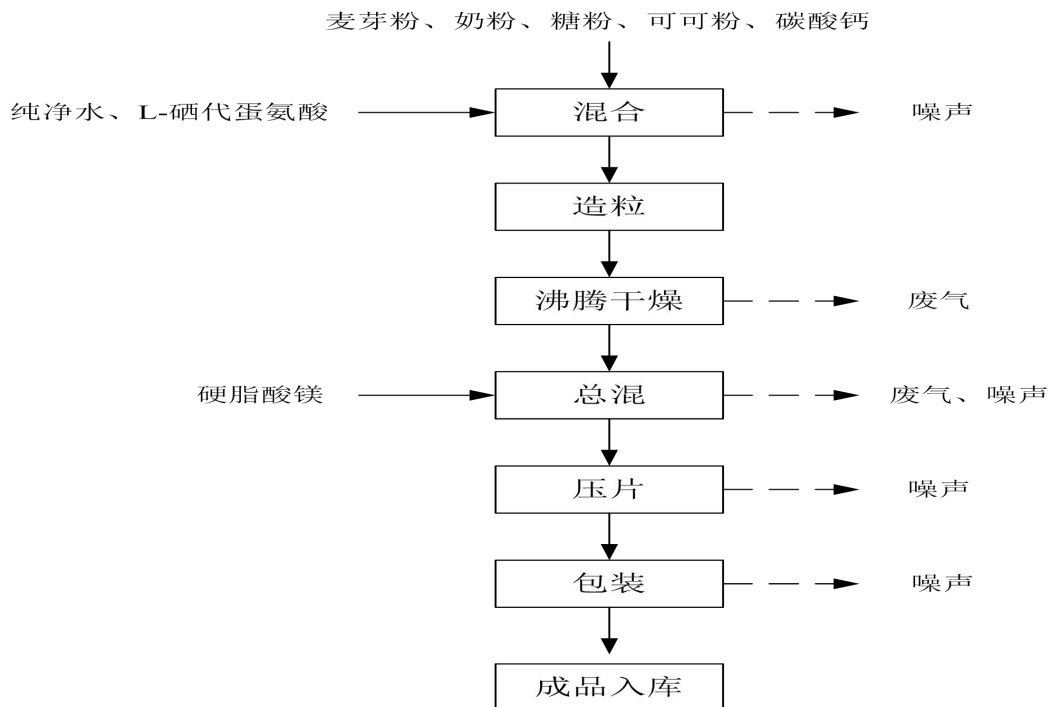 麦芽粉、奶粉、糖粉、可可粉、碳酸钙
纯净水、L-硒代蛋氨酸
混合
噪声
造粒
沸腾干燥
废气
硬脂酸镁
总混
废气、噪声
压片
噪声
包装
噪声
成品入库